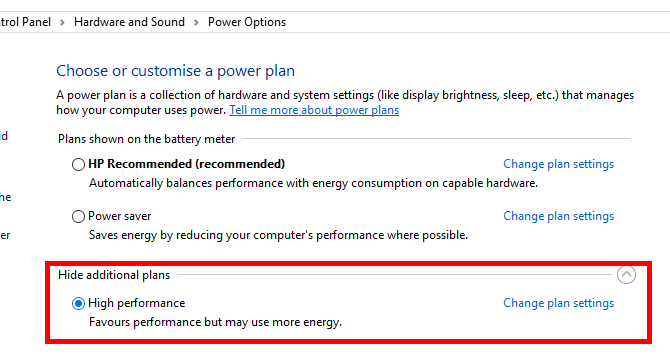 trol Panel > Hardware and Sound > Power Options
Choose or customise a power plan
A power plan is a collection of hardware and system settings (like display brightness, sleep, etc.) that manages
how your computer uses power. Tell me more about power plans
id
Plans shown on the battery meter
HP Recommended (recommended) Change plan settings
Automatically balances performance with energy consumption on capable hardware.
he
Power saver Change plan settings
er
Saves energy by reducing your computer's performance where possible.
Hide additional plans
High performance Change plan settings
Favours performance but may use more energy.